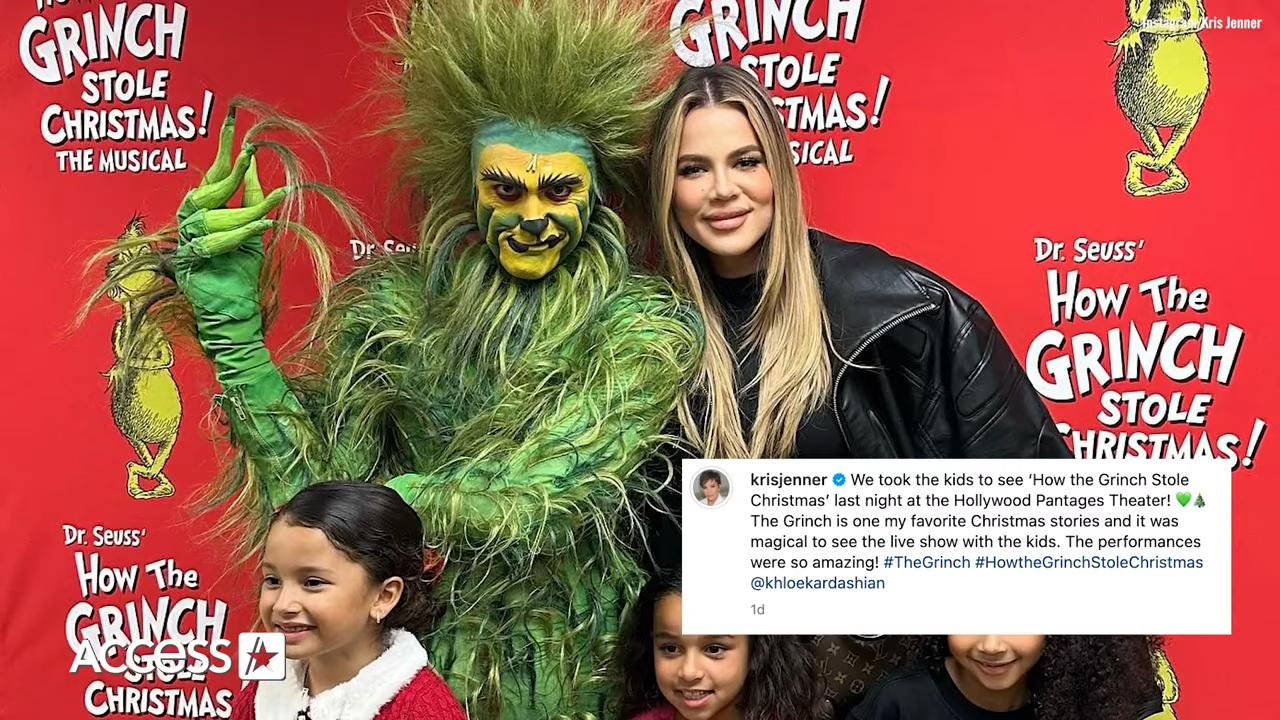 How The
GRINCH
STOLE
CHRISTMAS!
THE MUSICAL
GRINCH
STOLE
STMAS!
SICAL
Instagram/Kris Jenner
Dr. Seu
Dr. Seuss'
How The
GRINCH
STOLE
CHRISTMAS!
krisjenner We took the kids to see ‘How the Grinch Stole
Christmas’ last night at the Hollywood Pantages Theater! 💚🎄
The Grinch is one my favorite Christmas stories and it was
magical to see the live show with the kids. The performances
were so amazing! #TheGrinch #HowtheGrinchStoleChristmas
@khloekardashian
1d
Dr. Seuss'
How The
GRINCH
STOLE
CHRISTMAS
Access